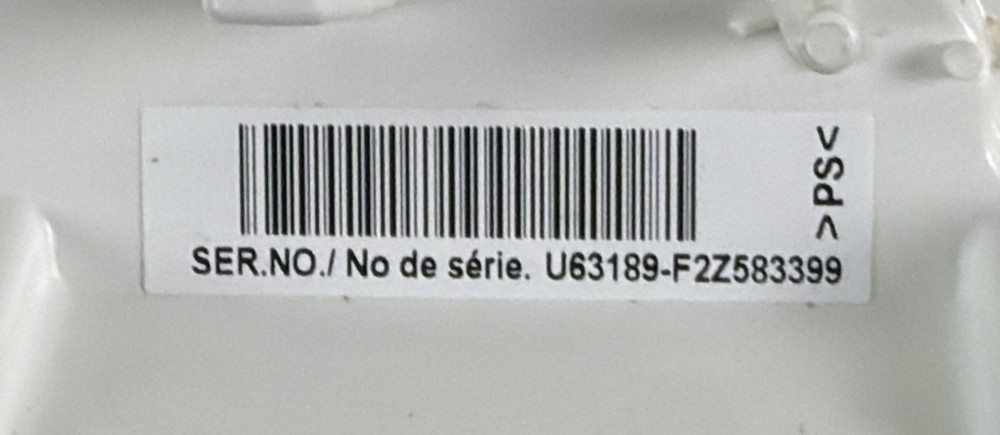 SER.NO./ No de série. U63189-F2Z583399
>PS<